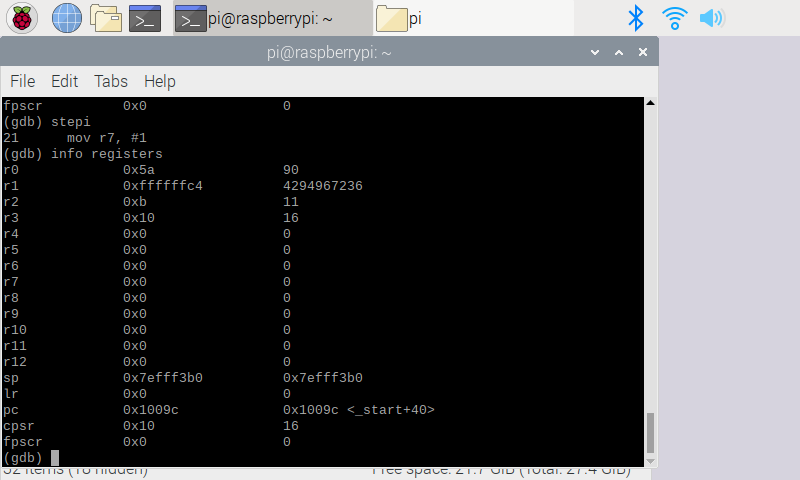 pi@raspberrypi: ~ pi
pi@raspberrypi: ~
File Edit Tabs Help
fpscr 0x0 0
(gdb) stepi
21 mov r7, #1
(gdb) info registers
r0 0x5a 90
r1 0xffffffc4 4294967236
r2 0xb 11
r3 0x10 16
r4 0x0 0
r5 0x0 0
r6 0x0 0
r7 0x0 0
r8 0x0 0
r9 0x0 0
r10 0x0 0
r11 0x0 0
r12 0x0 0
sp 0x7efff3b0 0x7efff3b0
lr 0x0 0
pc 0x1009c 0x1009c <_start+40>
cpsr 0x10 16
fpscr 0x0 0
(gdb)
items hidden) Free space: 21.7 GiB (Total: 27.4 GiB)